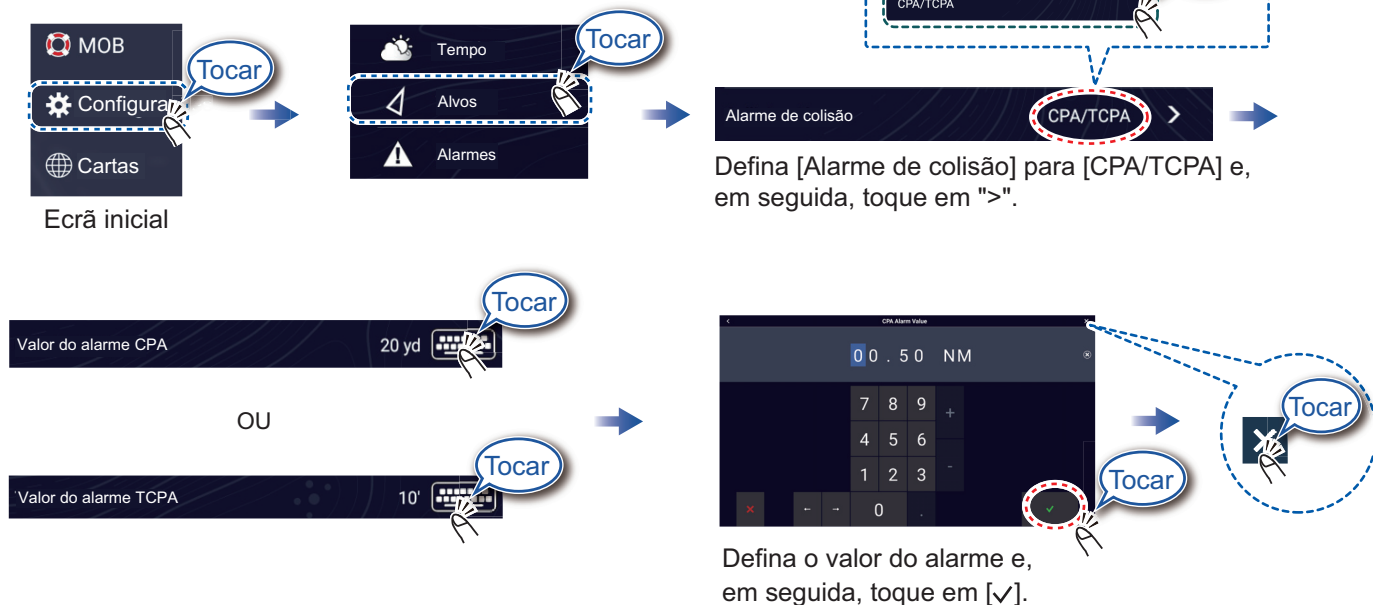 CPA/TCPA
MOB
Tocar
Configura
Cartas
Ecrã inicial
Tempo
Tocar
Alvos
Alarmes
Alarme de colisão CPA/TCPA >
Defina [Alarme de colisão] para [CPA/TCPA] e,
em seguida, toque em ">".
Tocar
Valor do alarme CPA 20 yd
OU
Tocar
Valor do alarme TCPA 10'
CPA Alarm Value
00.50 NM
7 8 9 +
4 5 6 -
1 2 3
0 .
Tocar
Tocar
Defina o valor do alarme e,
em seguida, toque em [✓].